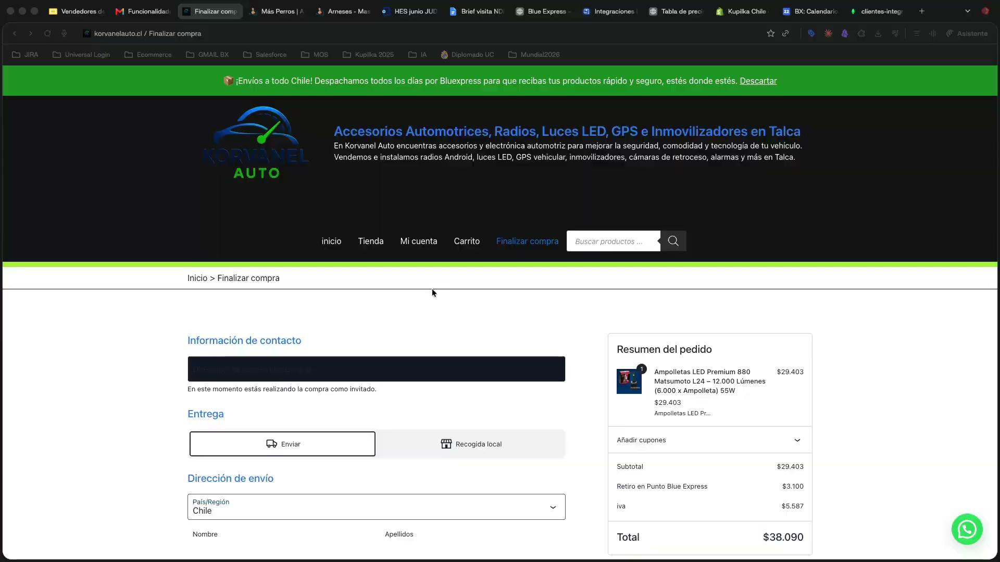 Vendedores d
Funcionalidad
Finalizar comp
Más Perros | A
Arneses - Mas
HES junio JUD
Brief visita ND
Blue Express -
Integraciones
Tabla de preci
Kupilka Chile
22
BX: Calendario
clientes-integr
korvanelauto.cl / Finalizar compra
Asistente
JIRA
Universal Login
Ecommerce
GMAIL BX
Salesforce
MOS
Kupilka 2025
IA
Diplomado UC
Mundial2026
¡Envíos a todo Chile! Despachamos todos los días por Bluexpress para que recibas tus productos rápido y seguro, estés donde estés. Descartar
KORVANEL
AUTO
Accesorios Automotrices, Radios, Luces LED, GPS e Inmovilizadores en Talca
En Korvanel Auto encuentras accesorios y electrónica automotriz para mejorar la seguridad, comodidad y tecnología de tu vehículo.
Vendemos e instalamos radios Android, luces LED, GPS vehicular, inmovilizadores, cámaras de retroceso, alarmas y más en Talca.
inicio
Tienda
Mi cuenta
Carrito
Finalizar compra
Buscar productos ...
Inicio > Finalizar compra
Información de contacto
En este momento estás realizando la compra como invitado.
Entrega
Enviar
Recogida local
Dirección de envío
País/Región
Chile
Nombre
Apellidos
Resumen del pedido
1
Ampolletas LED Premium 880
Matsumoto L24 – 12.000 Lúmenes
(6.000 x Ampolleta) 55W
$29.403
$29.403
Ampolletas LED Pr...
Añadir cupones
Subtotal
$29.403
Retiro en Punto Blue Express
$3.100
iva
$5.587
Total
$38.090